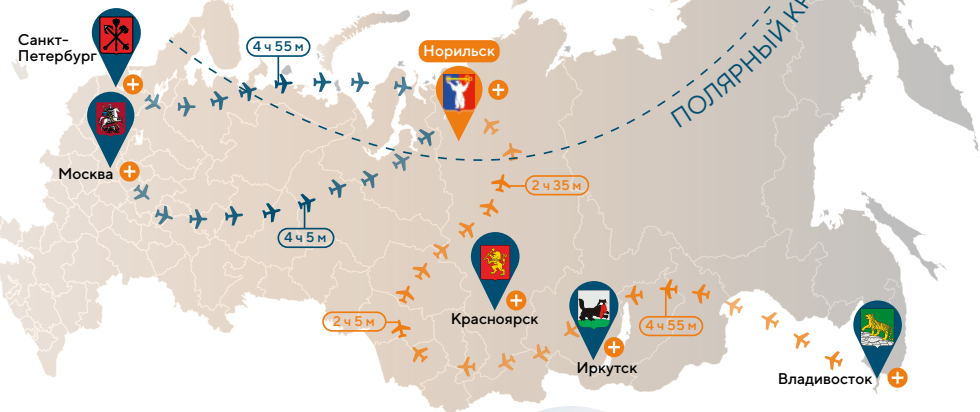 Санкт-
Петербург
4 ч 55 м
Норильск
ПОЛЯРНЫЙ КР
Москва
2 ч 35 м
4 ч 5 м
Красноярск
2 ч 5 м
4 ч 55 м
Иркутск
Владивосток